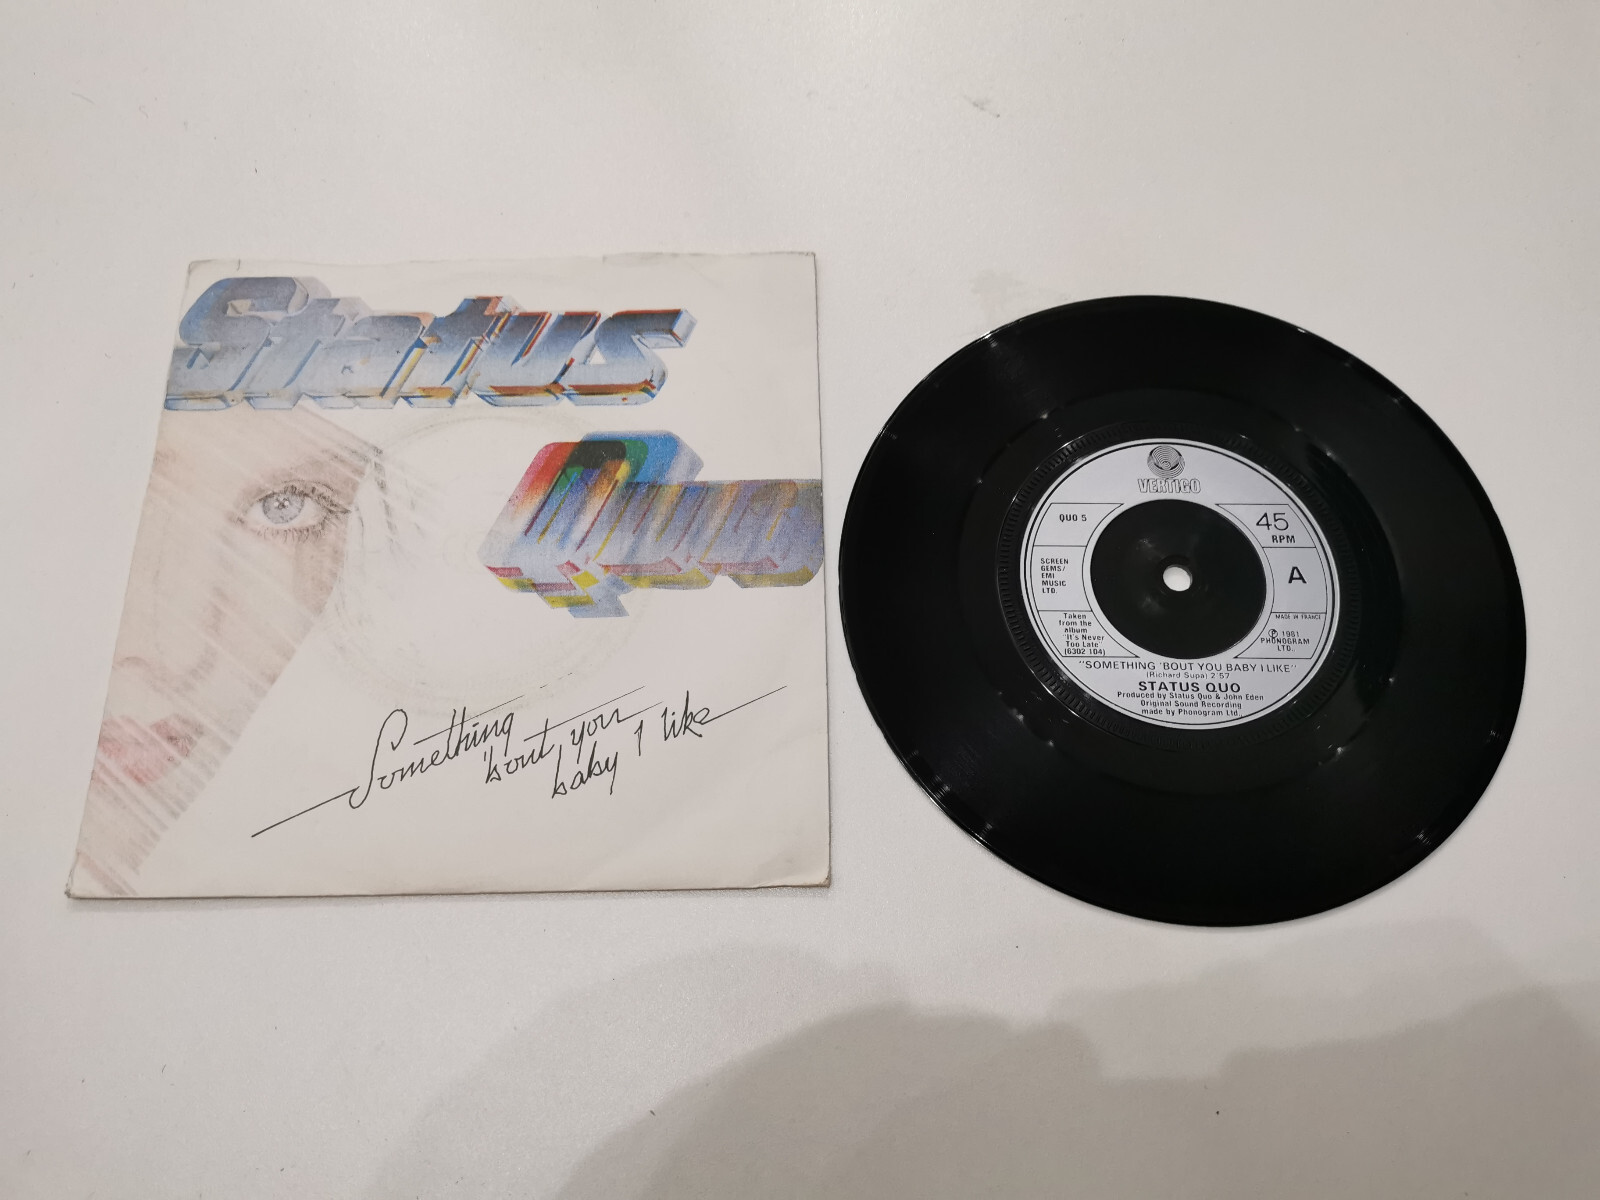 Status
Quo
Something
'bout you
baby I like
VERTIGO
QUO 5
45
RPM
SCREEN
GEMS/
EMI
MUSIC
LTD.
A
MADE IN FRANCE
Taken
from the
album
"It's Never
Too Late"
(6302 104)
℗ 1981
PHONOGRAM
LTD.
"SOMETHING 'BOUT YOU BABY I LIKE"
(Richard Supa) 2'57
STATUS QUO
Produced by Status Quo & John Eden
Original Sound Recording
made by Phonogram Ltd.,